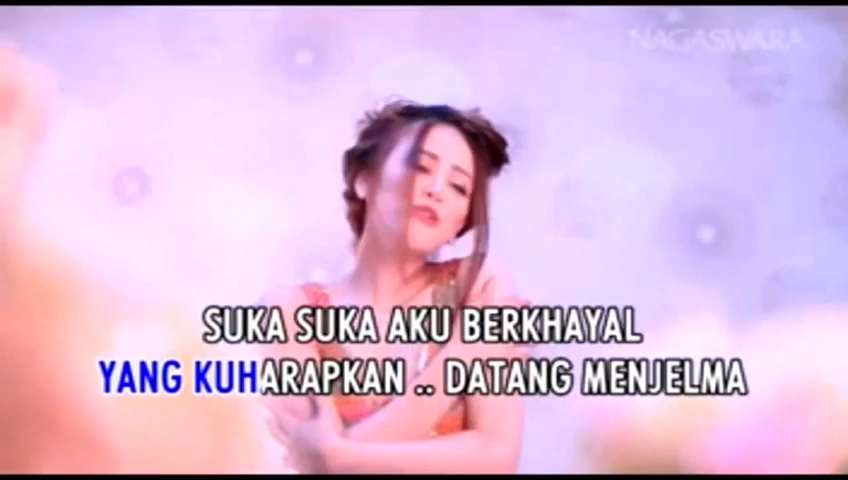 NAGASWARA
SUKA SUKA AKU BERKHAYAL
YANG KUHARAPKAN .. DATANG MENJELMA